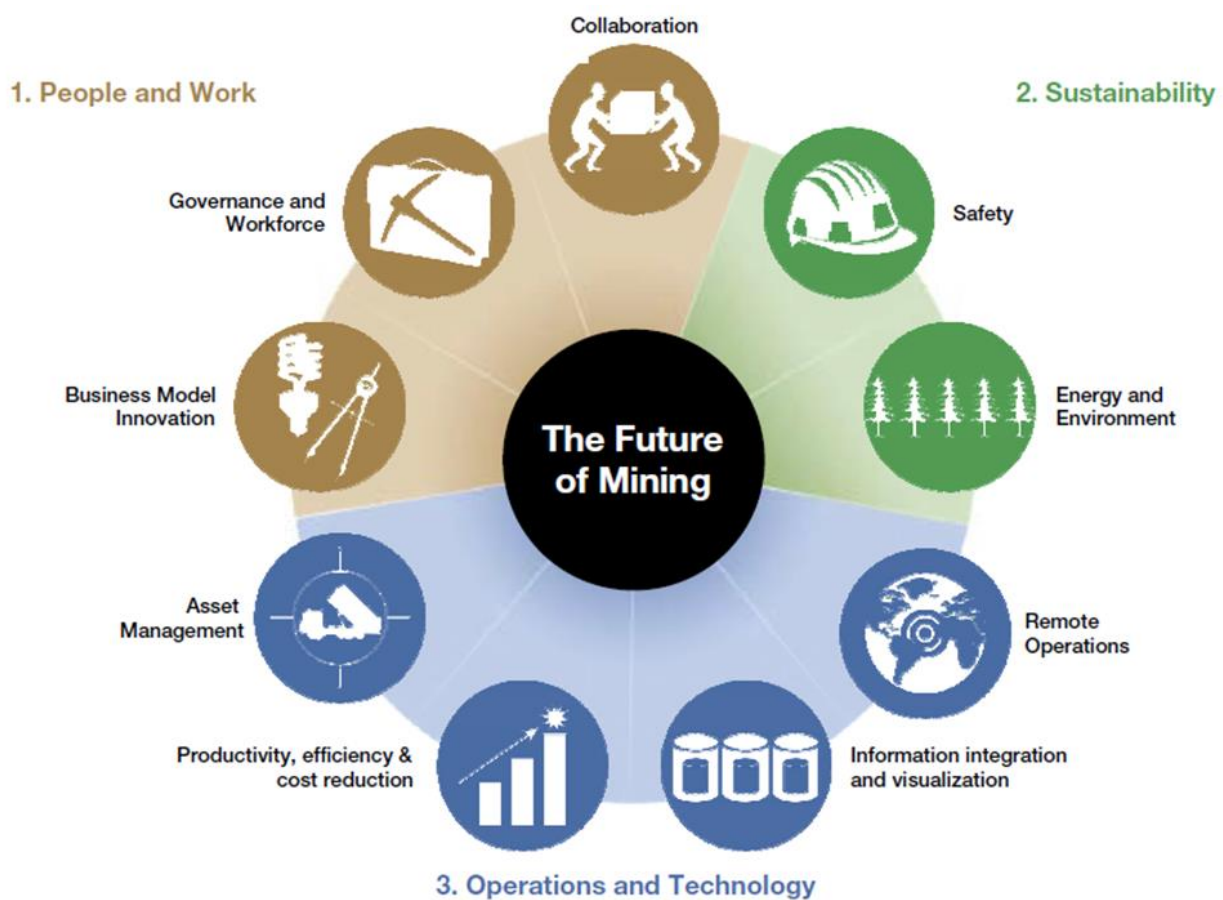 Collaboration
1. People and Work
2. Sustainability
Governance and
Workforce
Safety
Business Model
Innovation
Energy and
Environment
The Future
of Mining
Asset
Management
Remote
Operations
Productivity, efficiency &
cost reduction
Information integration
and visualization
3. Operations and Technology